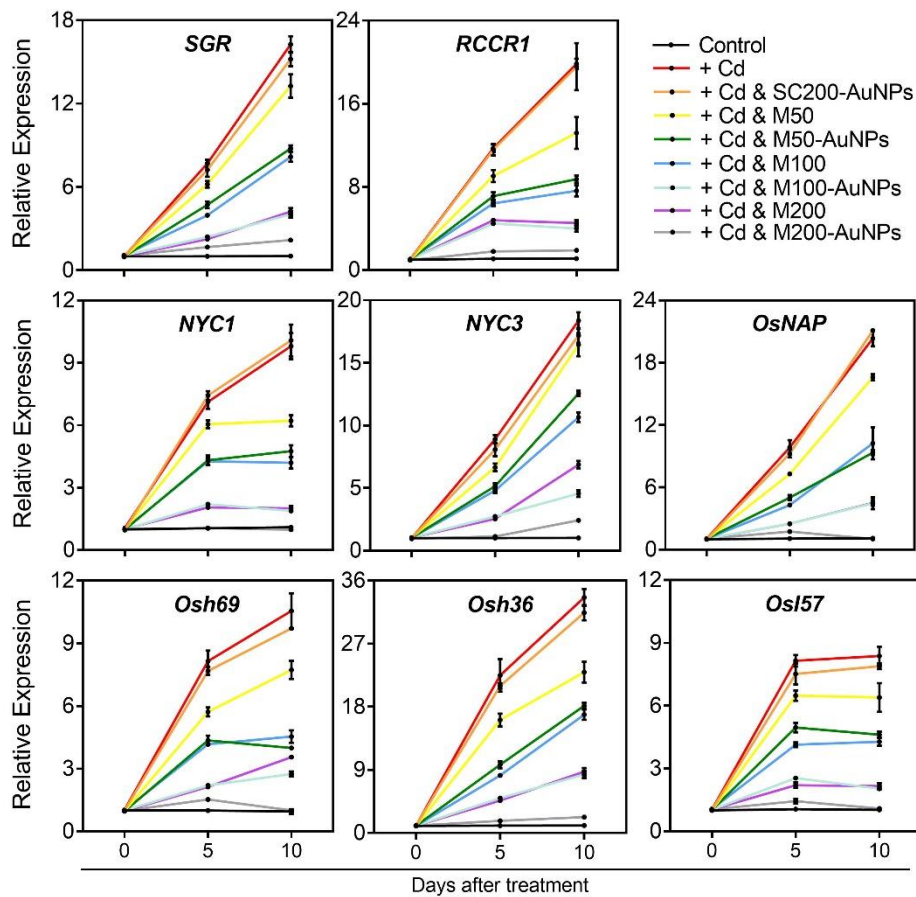 SGR
18
12
6
0
Relative Expression
RCCR1
24
16
8
0
Control
+ Cd
+ Cd & SC200-AuNPs
+ Cd & M50
+ Cd & M50-AuNPs
+ Cd & M100
+ Cd & M100-AuNPs
+ Cd & M200
+ Cd & M200-AuNPs
NYC1
12
9
6
3
0
Relative Expression
NYC3
20
15
10
5
0
OsNAP
24
18
12
6
0
Osh69
12
9
6
3
0
Relative Expression
0 5 10
Osh36
36
27
18
9
0
0 5 10
Osl57
12
9
6
3
0
0 5 10
Days after treatment